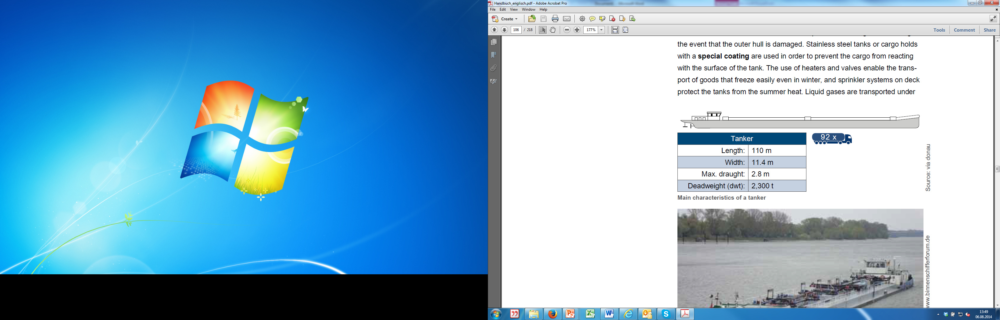 Handbuch_englisch.pdf - Adobe Acrobat Pro
File Edit View Window Help
Create
106 / 218
177%
Tools Comment Share
the event that the outer hull is damaged. Stainless steel tanks or cargo holds
with a special coating are used in order to prevent the cargo from reacting
with the surface of the tank. The use of heaters and valves enable the trans-
port of goods that freeze easily even in winter, and sprinkler systems on deck
protect the tanks from the summer heat. Liquid gases are transported under
Tanker
Length: 110 m
Width: 11.4 m
Max. draught: 2.8 m
Deadweight (dwt): 2,300 t
92 x
Source: via donau
Main characteristics of a tanker
ww.binnenschifferforum.de
13:49
06.08.2014